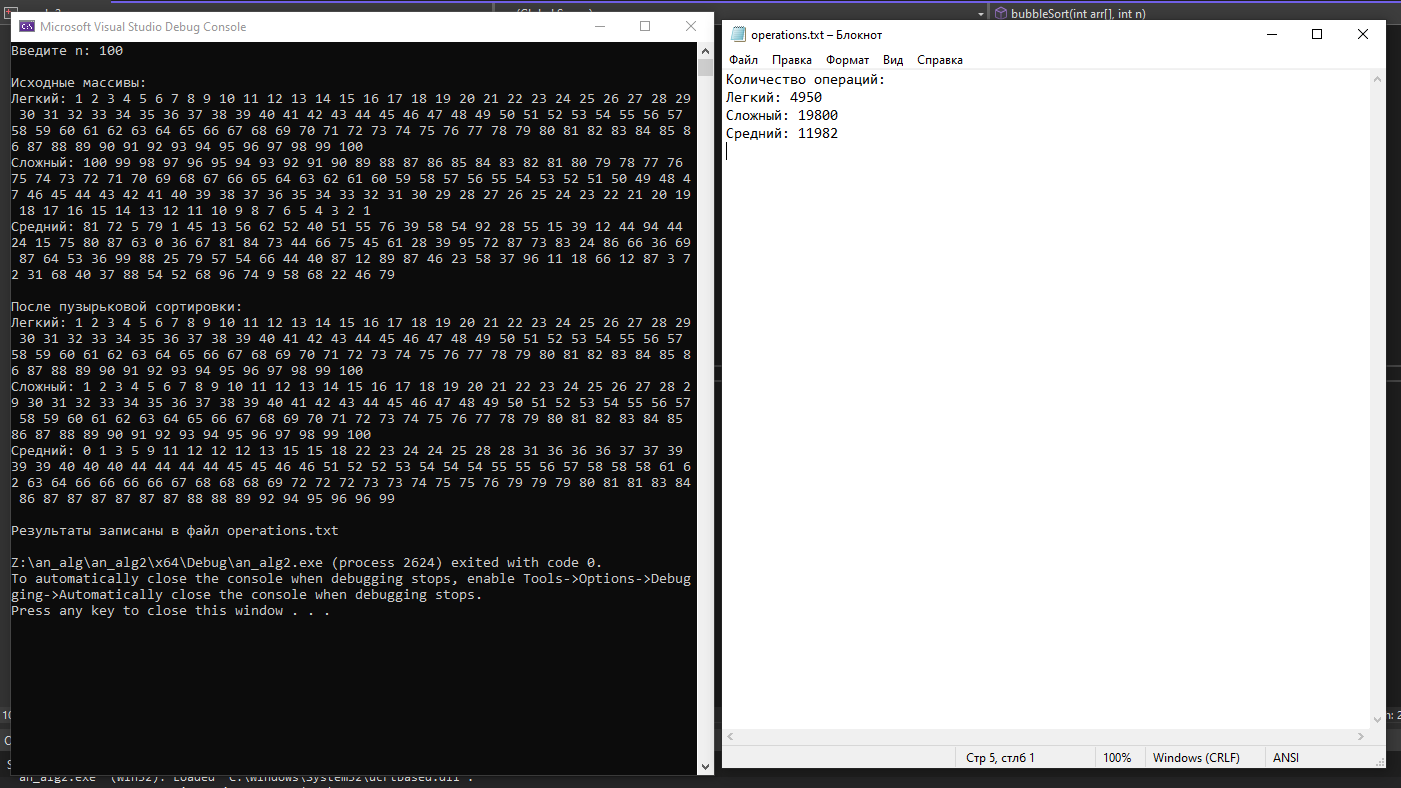 (Global Scope)
bubbleSort(int arr[], int n)
Microsoft Visual Studio Debug Console
Введите n: 100
Исходные массивы:
Легкий: 1 2 3 4 5 6 7 8 9 10 11 12 13 14 15 16 17 18 19 20 21 22 23 24 25 26 27 28 29
30 31 32 33 34 35 36 37 38 39 40 41 42 43 44 45 46 47 48 49 50 51 52 53 54 55 56 57
58 59 60 61 62 63 64 65 66 67 68 69 70 71 72 73 74 75 76 77 78 79 80 81 82 83 84 85 8
6 87 88 89 90 91 92 93 94 95 96 97 98 99 100
Сложный: 100 99 98 97 96 95 94 93 92 91 90 89 88 87 86 85 84 83 82 81 80 79 78 77 76
75 74 73 72 71 70 69 68 67 66 65 64 63 62 61 60 59 58 57 56 55 54 53 52 51 50 49 48 4
7 46 45 44 43 42 41 40 39 38 37 36 35 34 33 32 31 30 29 28 27 26 25 24 23 22 21 20 19
18 17 16 15 14 13 12 11 10 9 8 7 6 5 4 3 2 1
Средний: 81 72 5 79 1 45 13 56 62 52 40 51 55 76 39 58 54 92 28 55 15 39 12 44 94 44
24 15 75 80 87 63 0 36 67 81 84 73 44 66 75 45 61 28 39 95 72 87 73 83 24 86 66 36 69
87 64 53 36 99 88 25 79 57 54 66 44 40 87 12 89 87 46 23 58 37 96 11 18 66 12 87 3 7
2 31 68 40 37 88 54 52 68 96 74 9 58 68 22 46 79
После пузырьковой сортировки:
Легкий: 1 2 3 4 5 6 7 8 9 10 11 12 13 14 15 16 17 18 19 20 21 22 23 24 25 26 27 28 29
30 31 32 33 34 35 36 37 38 39 40 41 42 43 44 45 46 47 48 49 50 51 52 53 54 55 56 57
58 59 60 61 62 63 64 65 66 67 68 69 70 71 72 73 74 75 76 77 78 79 80 81 82 83 84 85 8
6 87 88 89 90 91 92 93 94 95 96 97 98 99 100
Сложный: 1 2 3 4 5 6 7 8 9 10 11 12 13 14 15 16 17 18 19 20 21 22 23 24 25 26 27 28 2
9 30 31 32 33 34 35 36 37 38 39 40 41 42 43 44 45 46 47 48 49 50 51 52 53 54 55 56 57
58 59 60 61 62 63 64 65 66 67 68 69 70 71 72 73 74 75 76 77 78 79 80 81 82 83 84 85
86 87 88 89 90 91 92 93 94 95 96 97 98 99 100
Средний: 0 1 3 5 9 11 12 12 12 13 15 15 18 22 23 24 24 25 28 28 31 36 36 36 37 37 39
39 39 40 40 40 44 44 44 44 45 45 46 46 51 52 52 53 54 54 54 55 55 56 57 58 58 58 61 6
2 63 64 66 66 66 66 67 68 68 68 69 72 72 72 73 73 74 75 75 76 79 79 79 80 81 81 83 84
86 87 87 87 87 87 87 88 88 89 92 94 95 96 96 99
Результаты записаны в файл operations.txt
Z:\an_alg\an_alg2\x64\Debug\an_alg2.exe (process 2624) exited with code 0.
To automatically close the console when debugging stops, enable Tools->Options->Debug
ging->Automatically close the console when debugging stops.
Press any key to close this window . . .
operations.txt – Блокнот
Файл Правка Формат Вид Справка
Количество операций:
Легкий: 4950
Сложный: 19800
Средний: 11982
Стр 5, стлб 1 100% Windows (CRLF) ANSI